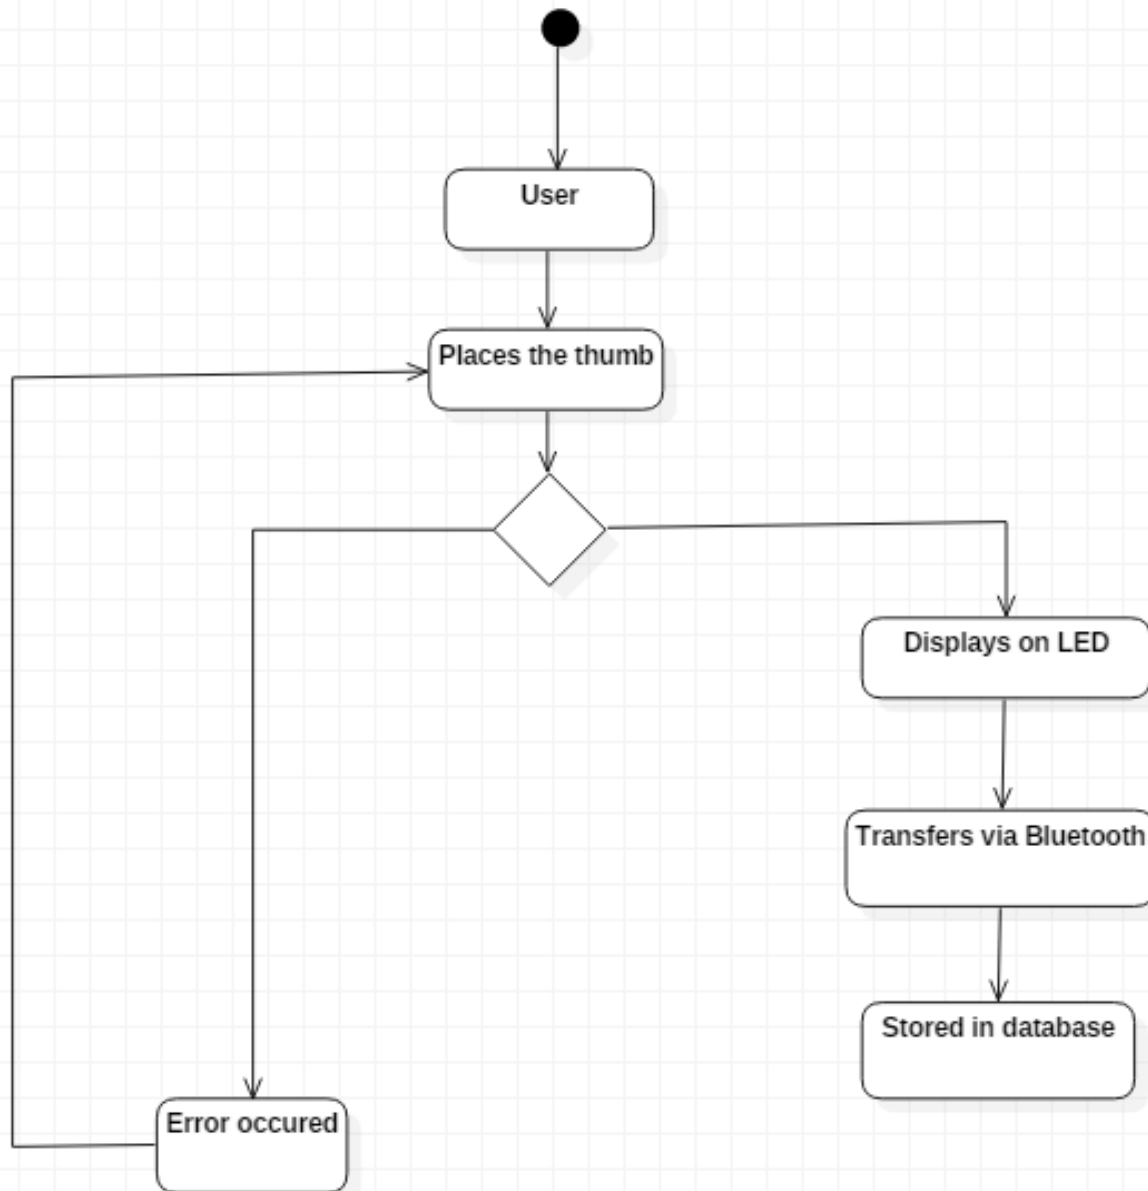 User
Places the thumb
Displays on LED
Transfers via Bluetooth
Stored in database
Error occured